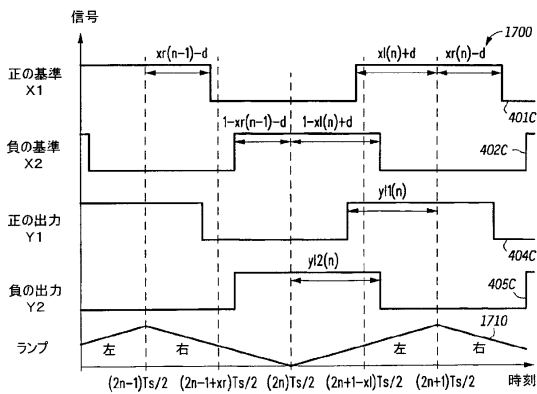 信号
1700
xr(n-1)-d
xl(n)+d
xr(n)-d
正の基準
X1
401C
1-xr(n-1)-d
1-xl(n)+d
負の基準
X2
402C
yl1(n)
正の出力
Y1
404C
yl2(n)
負の出力
Y2
405C
1710
ランプ
左
右
左
右
(2n-1)Ts/2
(2n-1+xr)Ts/2
(2n)Ts/2
(2n+1-xl)Ts/2
(2n+1)Ts/2
時刻